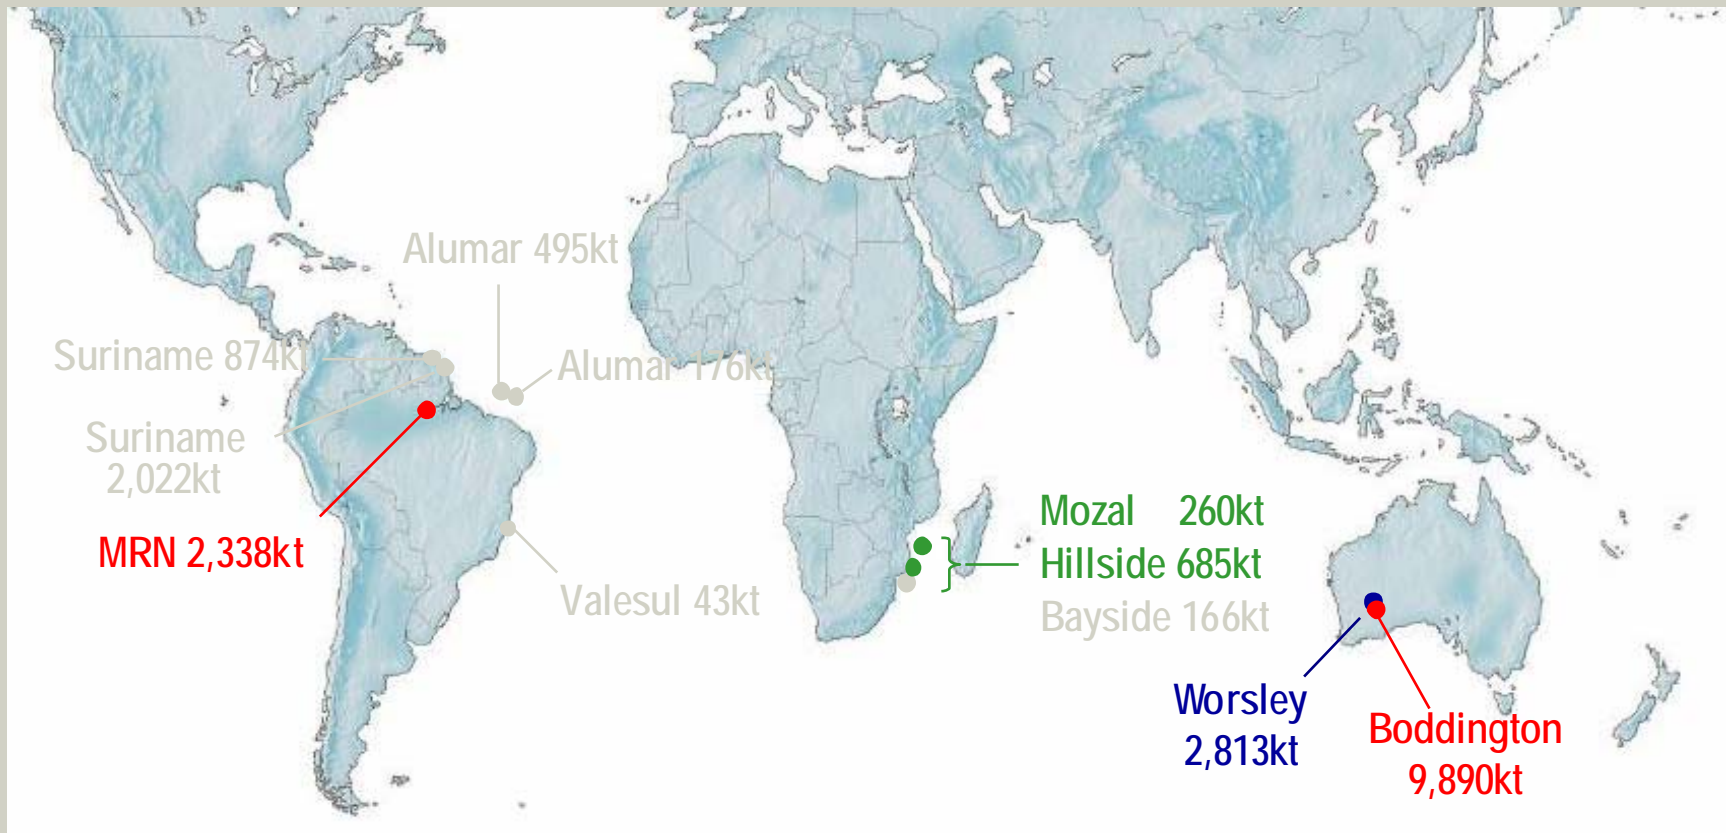 Alumar 495kt
Suriname 874kt
Alumar 176kt
Suriname
2,022kt
MRN 2,338kt
Valesul 43kt
Mozal 260kt
Hillside 685kt
Bayside 166kt
Worsley
2,813kt
Boddington
9,890kt